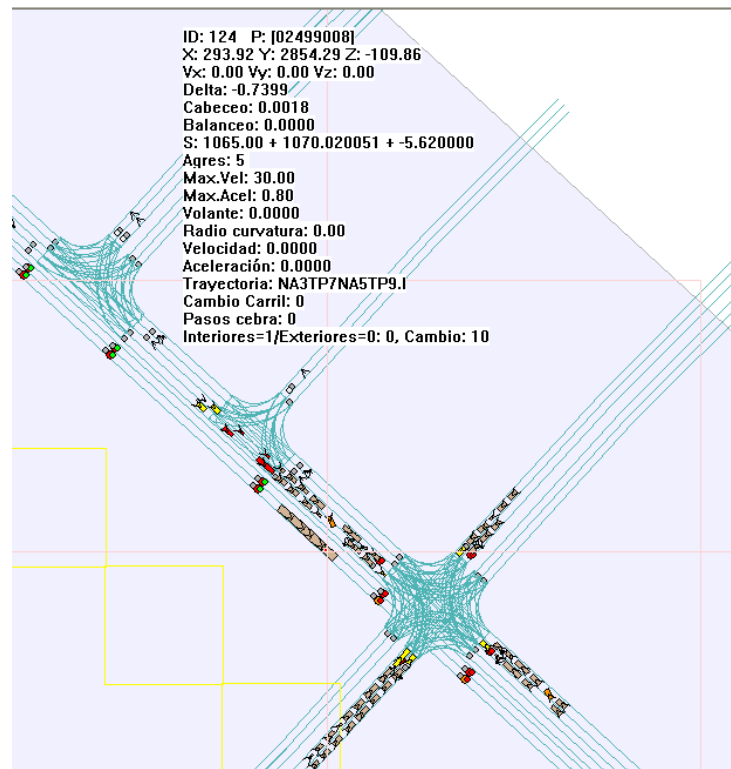 ID: 124 P: [02499008]
X: 293.92 Y: 2854.29 Z: -109.86
Vx: 0.00 Vy: 0.00 Vz: 0.00
Delta: -0.7399
Cabeceo: 0.0018
Balanceo: 0.0000
S: 1065.00 + 1070.020051 + -5.620000
Agres: 5
Max.Vel: 30.00
Max.Acel: 0.80
Volante: 0.0000
Radio curvatura: 0.00
Velocidad: 0.0000
Aceleración: 0.0000
Trayectoria: NA3TP7NA5TP9.I
Cambio Carril: 0
Pasos cebra: 0
Interiores=1/Exteriores=0: 0, Cambio: 10